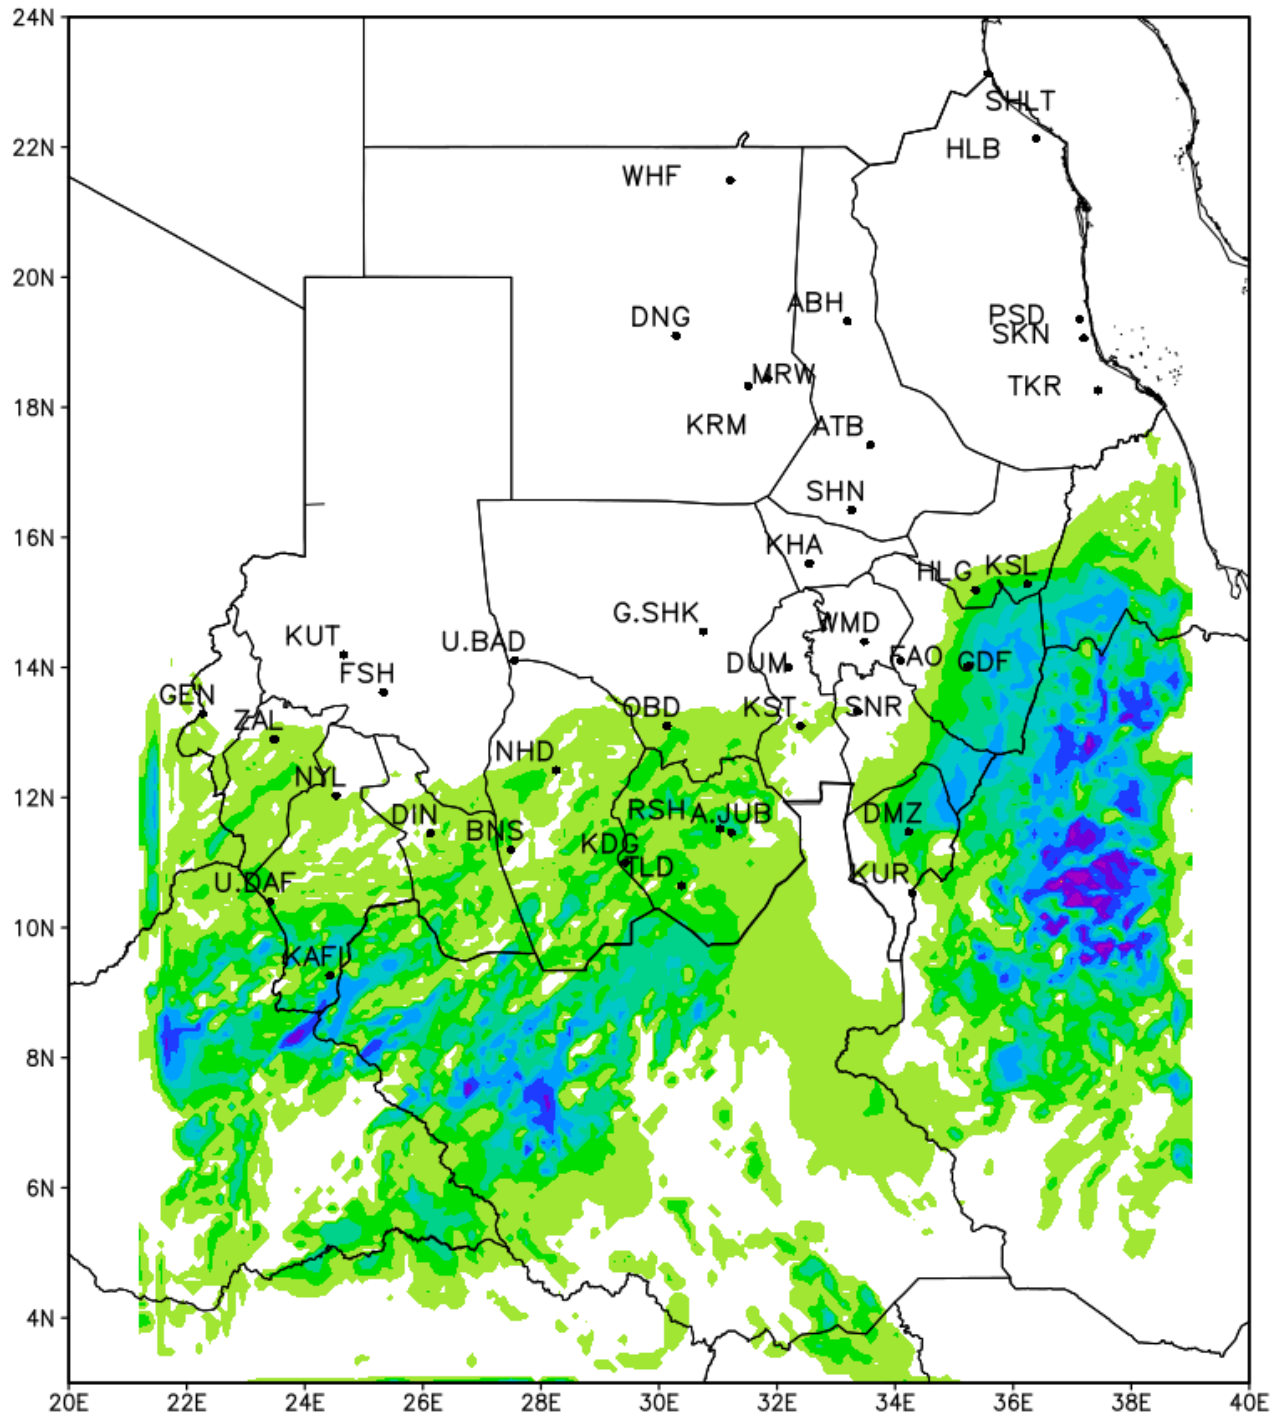 24N
SHLT
22N
HLB
WHF
20N
ABH
DNG
PSD
SKN
MRW
TKR
18N
KRM
ATB
SHN
16N
KHA
HLG
KSL
G.SHK
WMD
KUT
U.BAD
14N
DUM
FAO
GDF
FSH
GEN
OBD
KST
SNR
ZAL
NHD
NYL
12N
DIN
RSH
A.JUB
DMZ
BNS
KDG
TLD
KUR
U.DAF
10N
KAFI
8N
6N
4N
20E 22E 24E 26E 28E 30E 32E 34E 36E 38E 40E